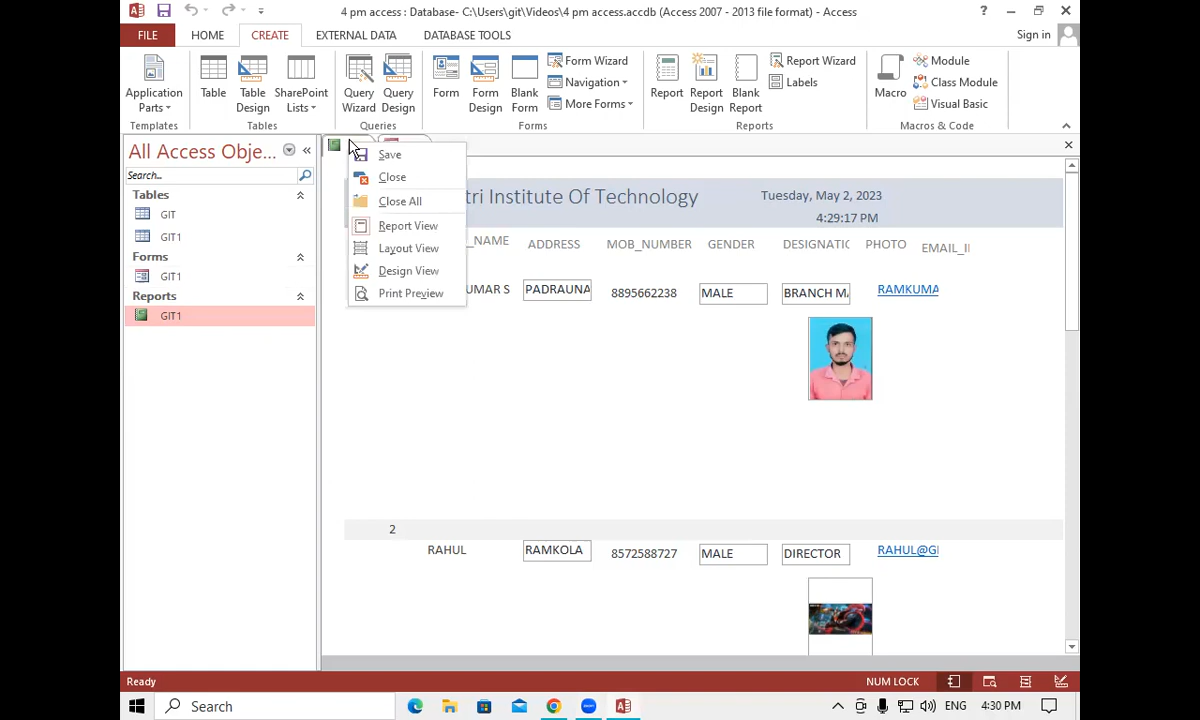 4 pm access : Database- C:\Users\git\Videos\4 pm access.accdb (Access 2007 - 2013 file format) - Access
FILE HOME CREATE EXTERNAL DATA DATABASE TOOLS Sign in
Application Parts Table Table Design SharePoint Lists Query Wizard Query Design Form Form Design Blank Form Form Wizard Navigation More Forms Report Report Design Blank Report Report Wizard Labels Macro Module Class Module Visual Basic
Templates Tables Queries Forms Reports Macros & Code
All Access Obje...
Search...
Tables
GIT
GIT1
Forms
GIT1
Reports
GIT1
Save
Close
Close All
Report View
Layout View
Design View
Print Preview
tri Institute Of Technology Tuesday, May 2, 2023
4:29:17 PM
_NAME ADDRESS MOB_NUMBER GENDER DESIGNATIC PHOTO EMAIL_II
UMAR S PADRAUNA 8895662238 MALE BRANCH MA RAMKUMA
2
RAHUL RAMKOLA 8572588727 MALE DIRECTOR RAHUL@GI
Ready NUM LOCK
Search ENG 4:30 PM